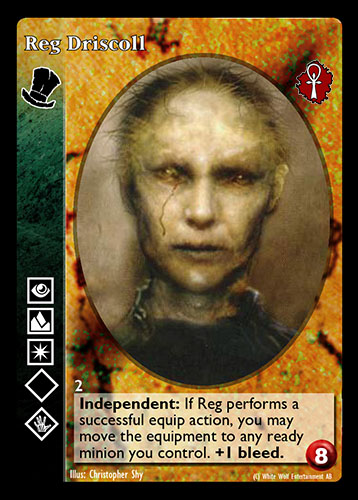 Reg Driscoll
2
Independent: If Reg performs a
successful equip action, you may
move the equipment to any ready
minion you control. +1 bleed.
8
Illus: Christopher Shy
(C) White Wolf Entertainment AB